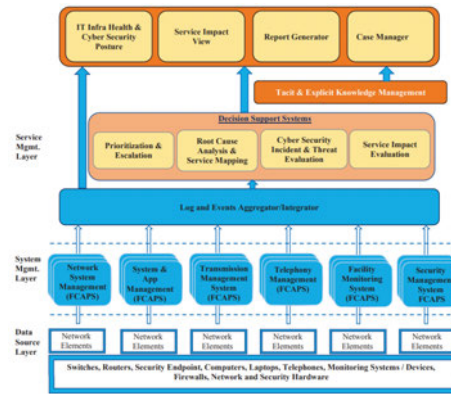 IT Infra Health &
Cyber Security
Posture
Service Impact
View
Report Generator
Case Manager
Tacit & Explicit Knowledge Management
Decision Support Systems
Service
Mgmt.
Layer
Prioritization &
Escalation
Root Cause
Analysis &
Service Mapping
Cyber Security
Incident & Threat
Evaluation
Service Impact
Evaluation
Log and Events Aggregator/Integrator
System
Mgmt.
Layer
Network
System
Management
(FCAPS)
System &
App
Management
(FCAPS)
Transmission
Management
System
(FCAPS)
Telephony
Management
(FCAPS)
Facility
Monitoring
System
(FCAPS)
Security
Management
System
FCAPS
Data
Source
Layer
Network
Elements
Network
Elements
Network
Elements
Network
Elements
Network
Elements
Network
Elements
Switches, Routers, Security Endpoint, Computers, Laptops, Telephones, Monitoring Systems / Devices,
Firewalls, Network and Security Hardware